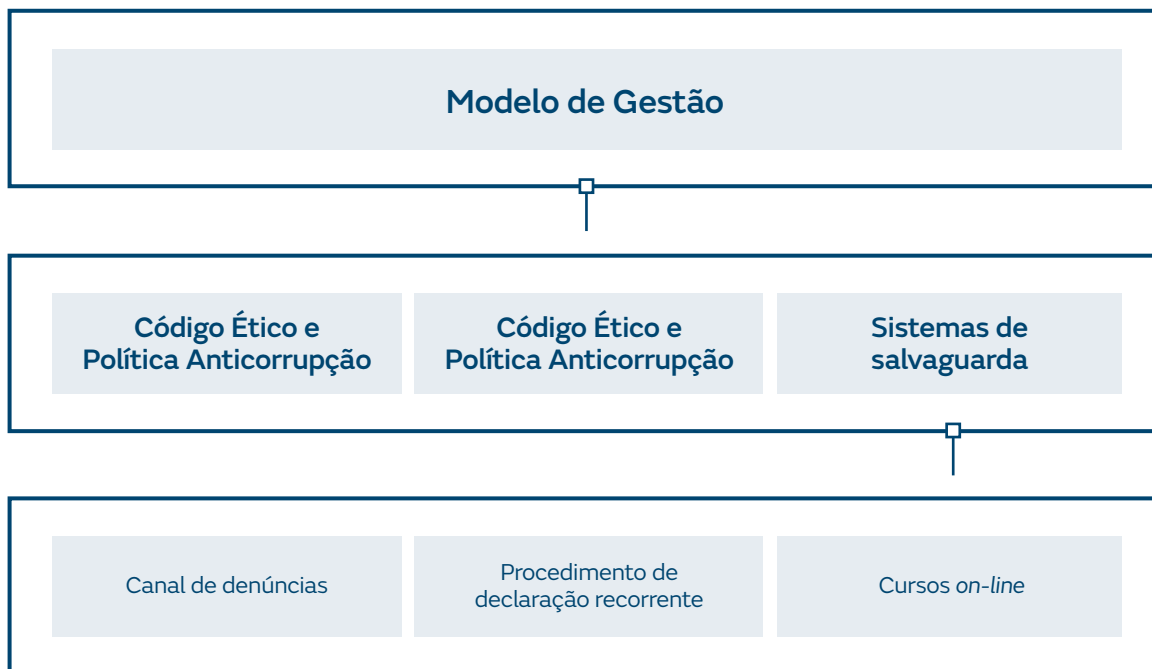 Modelo de Gestão
Código Ético e
Política Anticorrupção
Código Ético e
Política Anticorrupção
Sistemas de
salvaguarda
Canal de denúncias
Procedimento de
declaração recorrente
Cursos on-line